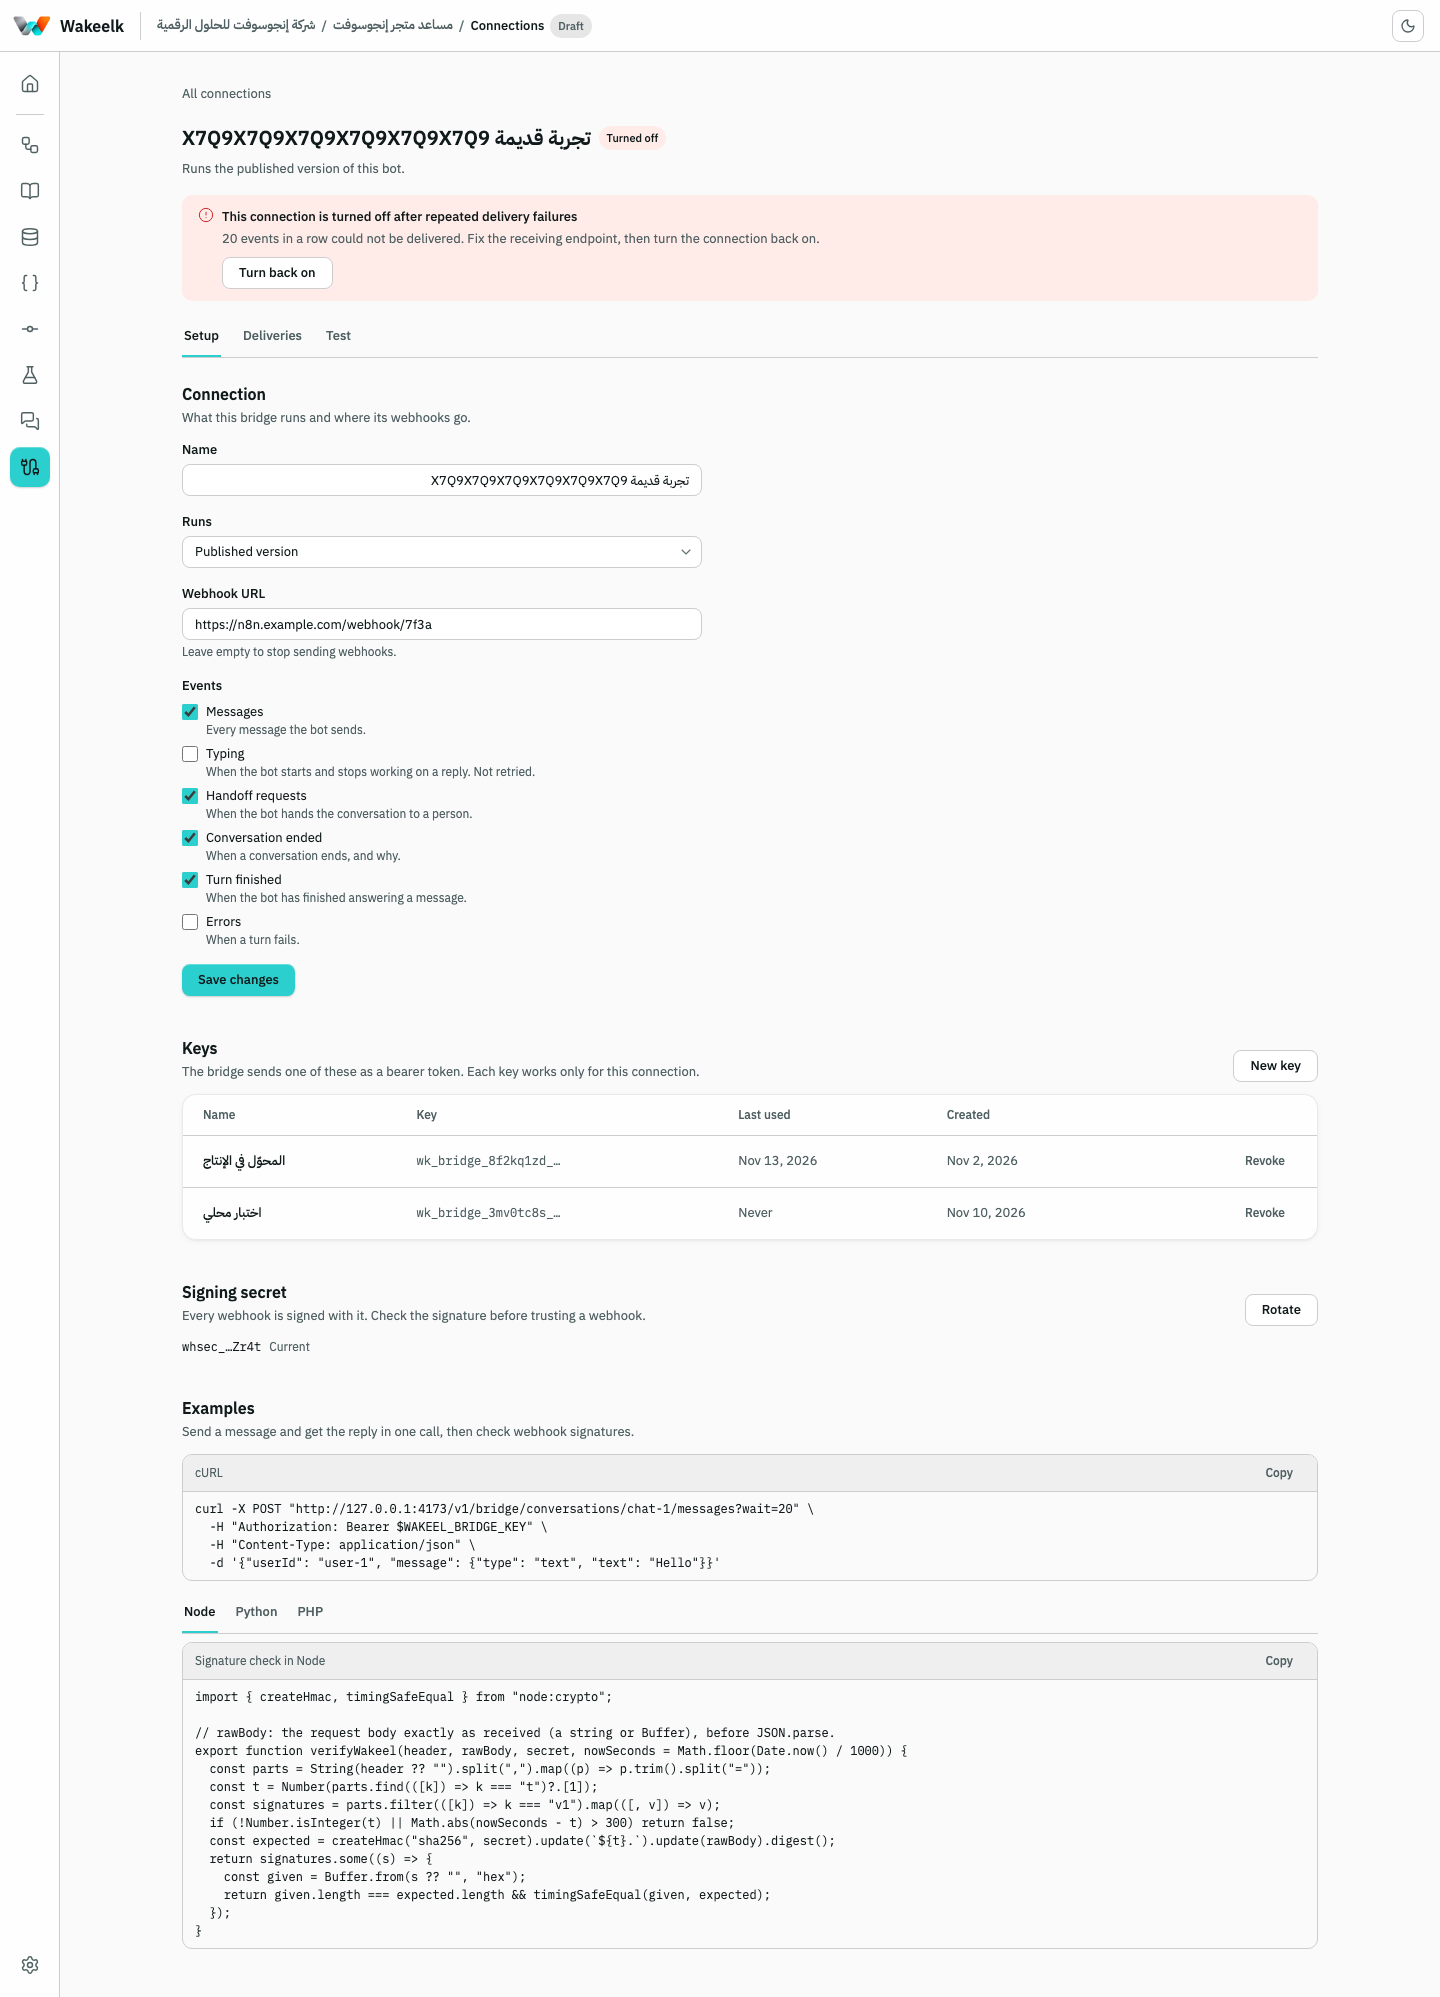 Wakeelk
شركة إنجوسوفت للحلول الرقمية / مساعد متجر إنجوسوفت / Connections Draft
All connections
تجربة قديمة X7Q9X7Q9X7Q9X7Q9X7Q9X7Q9 Turned off
Runs the published version of this bot.
This connection is turned off after repeated delivery failures
20 events in a row could not be delivered. Fix the receiving endpoint, then turn the connection back on.
Turn back on
Setup Deliveries Test
Connection
What this bridge runs and where its webhooks go.
Name
تجربة قديمة X7Q9X7Q9X7Q9X7Q9X7Q9X7Q9
Runs
Published version
Webhook URL
https://n8n.example.com/webhook/7f3a
Leave empty to stop sending webhooks.
Events
Messages
Every message the bot sends.
Typing
When the bot starts and stops working on a reply. Not retried.
Handoff requests
When the bot hands the conversation to a person.
Conversation ended
When a conversation ends, and why.
Turn finished
When the bot has finished answering a message.
Errors
When a turn fails.
Save changes
Keys
The bridge sends one of these as a bearer token. Each key works only for this connection.
New key
Name Key Last used Created
المحوّل في الإنتاج wk_bridge_8f2kq1zd_… Nov 13, 2026 Nov 2, 2026 Revoke
اختبار محلي wk_bridge_3mv0tc8s_… Never Nov 10, 2026 Revoke
Signing secret
Every webhook is signed with it. Check the signature before trusting a webhook.
Rotate
whsec_…Zr4t Current
Examples
Send a message and get the reply in one call, then check webhook signatures.
cURL Copy
curl -X POST "http://127.0.0.1:4173/v1/bridge/conversations/chat-1/messages?wait=20" \
  -H "Authorization: Bearer $WAKEEL_BRIDGE_KEY" \
  -H "Content-Type: application/json" \
  -d '{"userId": "user-1", "message": {"type": "text", "text": "Hello"}}'
Node Python PHP
Signature check in Node Copy
import { createHmac, timingSafeEqual } from "node:crypto";
// rawBody: the request body exactly as received (a string or Buffer), before JSON.parse.
export function verifyWakeel(header, rawBody, secret, nowSeconds = Math.floor(Date.now() / 1000)) {
  const parts = String(header ?? "").split(",").map((p) => p.trim().split("="));
  const t = Number(parts.find(([k]) => k === "t")?.[1]);
  const signatures = parts.filter(([k]) => k === "v1").map(([, v]) => v);
  if (!Number.isInteger(t) || Math.abs(nowSeconds - t) > 300) return false;
  const expected = createHmac("sha256", secret).update(`${t}.`).update(rawBody).digest();
  return signatures.some((s) => {
    const given = Buffer.from(s ?? "", "hex");
    return given.length === expected.length && timingSafeEqual(given, expected);
  });
}